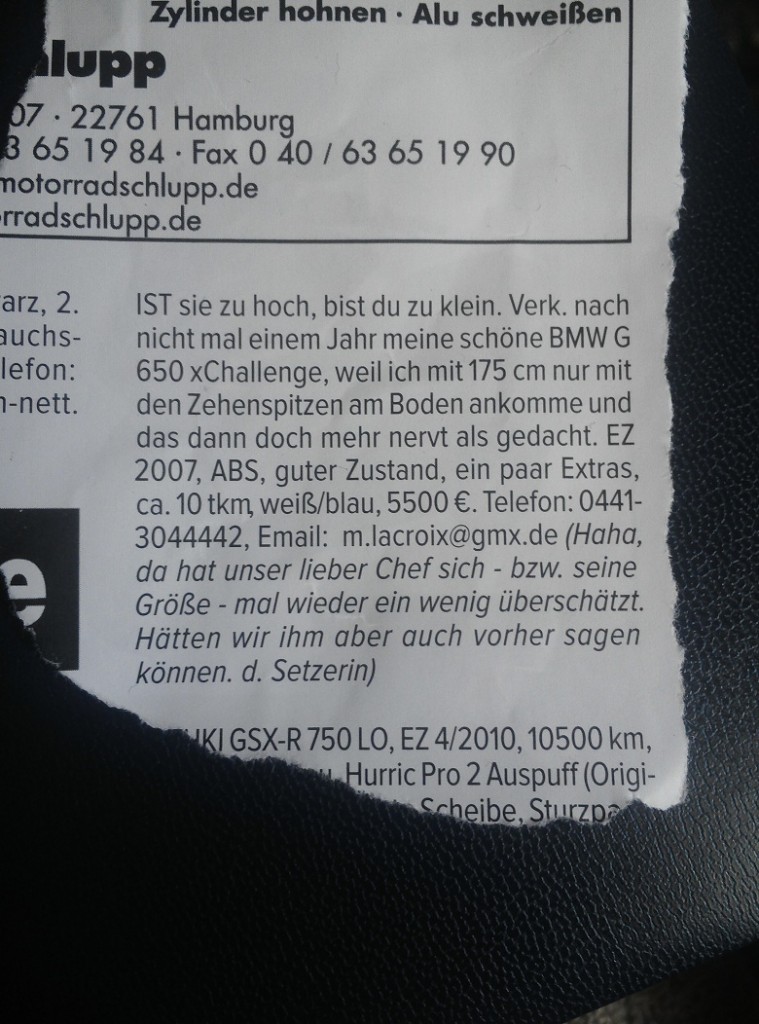 Zylinder hohnen · Alu schweißen
lupp
07 · 22761 Hamburg
3 65 19 84 · Fax 0 40 / 63 65 19 90
motorradschlupp.de
rradschlupp.de
arz, 2.
auchs-
lefon:
n-nett.
e
IST sie zu hoch, bist du zu klein. Verk. nach
nicht mal einem Jahr meine schöne BMW G
650 xChallenge, weil ich mit 175 cm nur mit
den Zehenspitzen am Boden ankomme und
das dann doch mehr nervt als gedacht. EZ
2007, ABS, guter Zustand, ein paar Extras,
ca. 10 tkm, weiß/blau, 5500 €. Telefon: 0441-
3044442, Email: m.lacroix@gmx.de (Haha,
da hat unser lieber Chef sich - bzw. seine
Größe - mal wieder ein wenig überschätzt.
Hätten wir ihm aber auch vorher sagen
können. d. Setzerin)
UKI GSX-R 750 LO, EZ 4/2010, 10500 km,
Hurric Pro 2 Auspuff (Origi-
Scheibe, Sturzpa